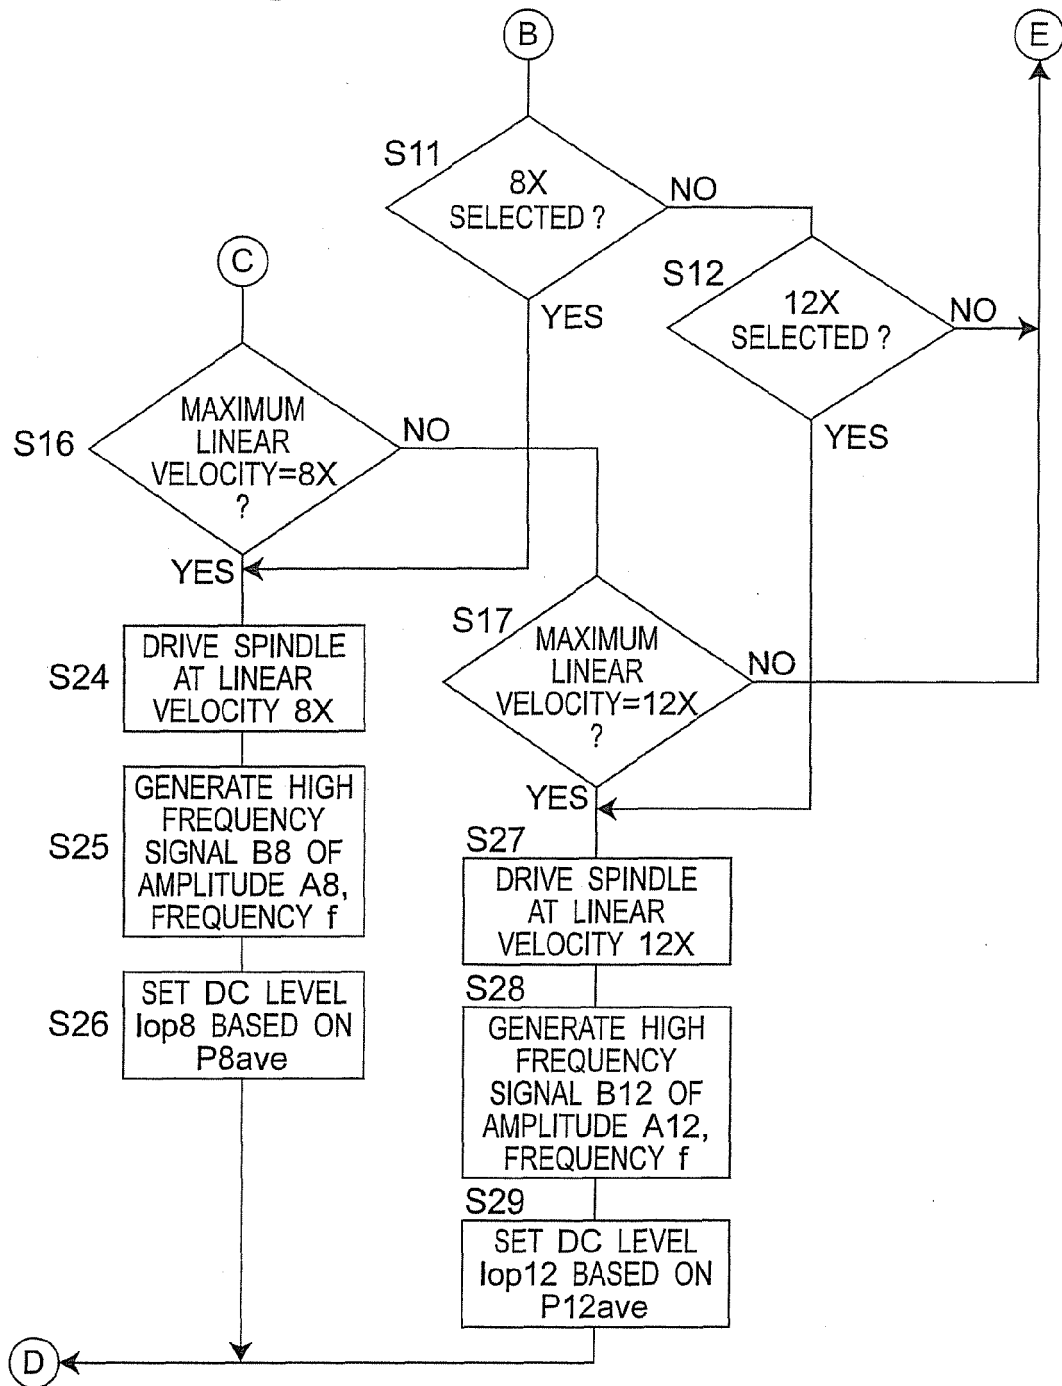 B
E
S11
8X
SELECTED ?
NO
YES
S12
12X
SELECTED ?
NO
YES
C
S16
MAXIMUM
LINEAR
VELOCITY=8X
?
NO
YES
S17
MAXIMUM
LINEAR
VELOCITY=12X
?
NO
YES
S24
DRIVE SPINDLE
AT LINEAR
VELOCITY 8X
S25
GENERATE HIGH
FREQUENCY
SIGNAL B8 OF
AMPLITUDE A8,
FREQUENCY f
S26
SET DC LEVEL
Iop8 BASED ON
P8ave
S27
DRIVE SPINDLE
AT LINEAR
VELOCITY 12X
S28
GENERATE HIGH
FREQUENCY
SIGNAL B12 OF
AMPLITUDE A12,
FREQUENCY f
S29
SET DC LEVEL
Iop12 BASED ON
P12ave
D